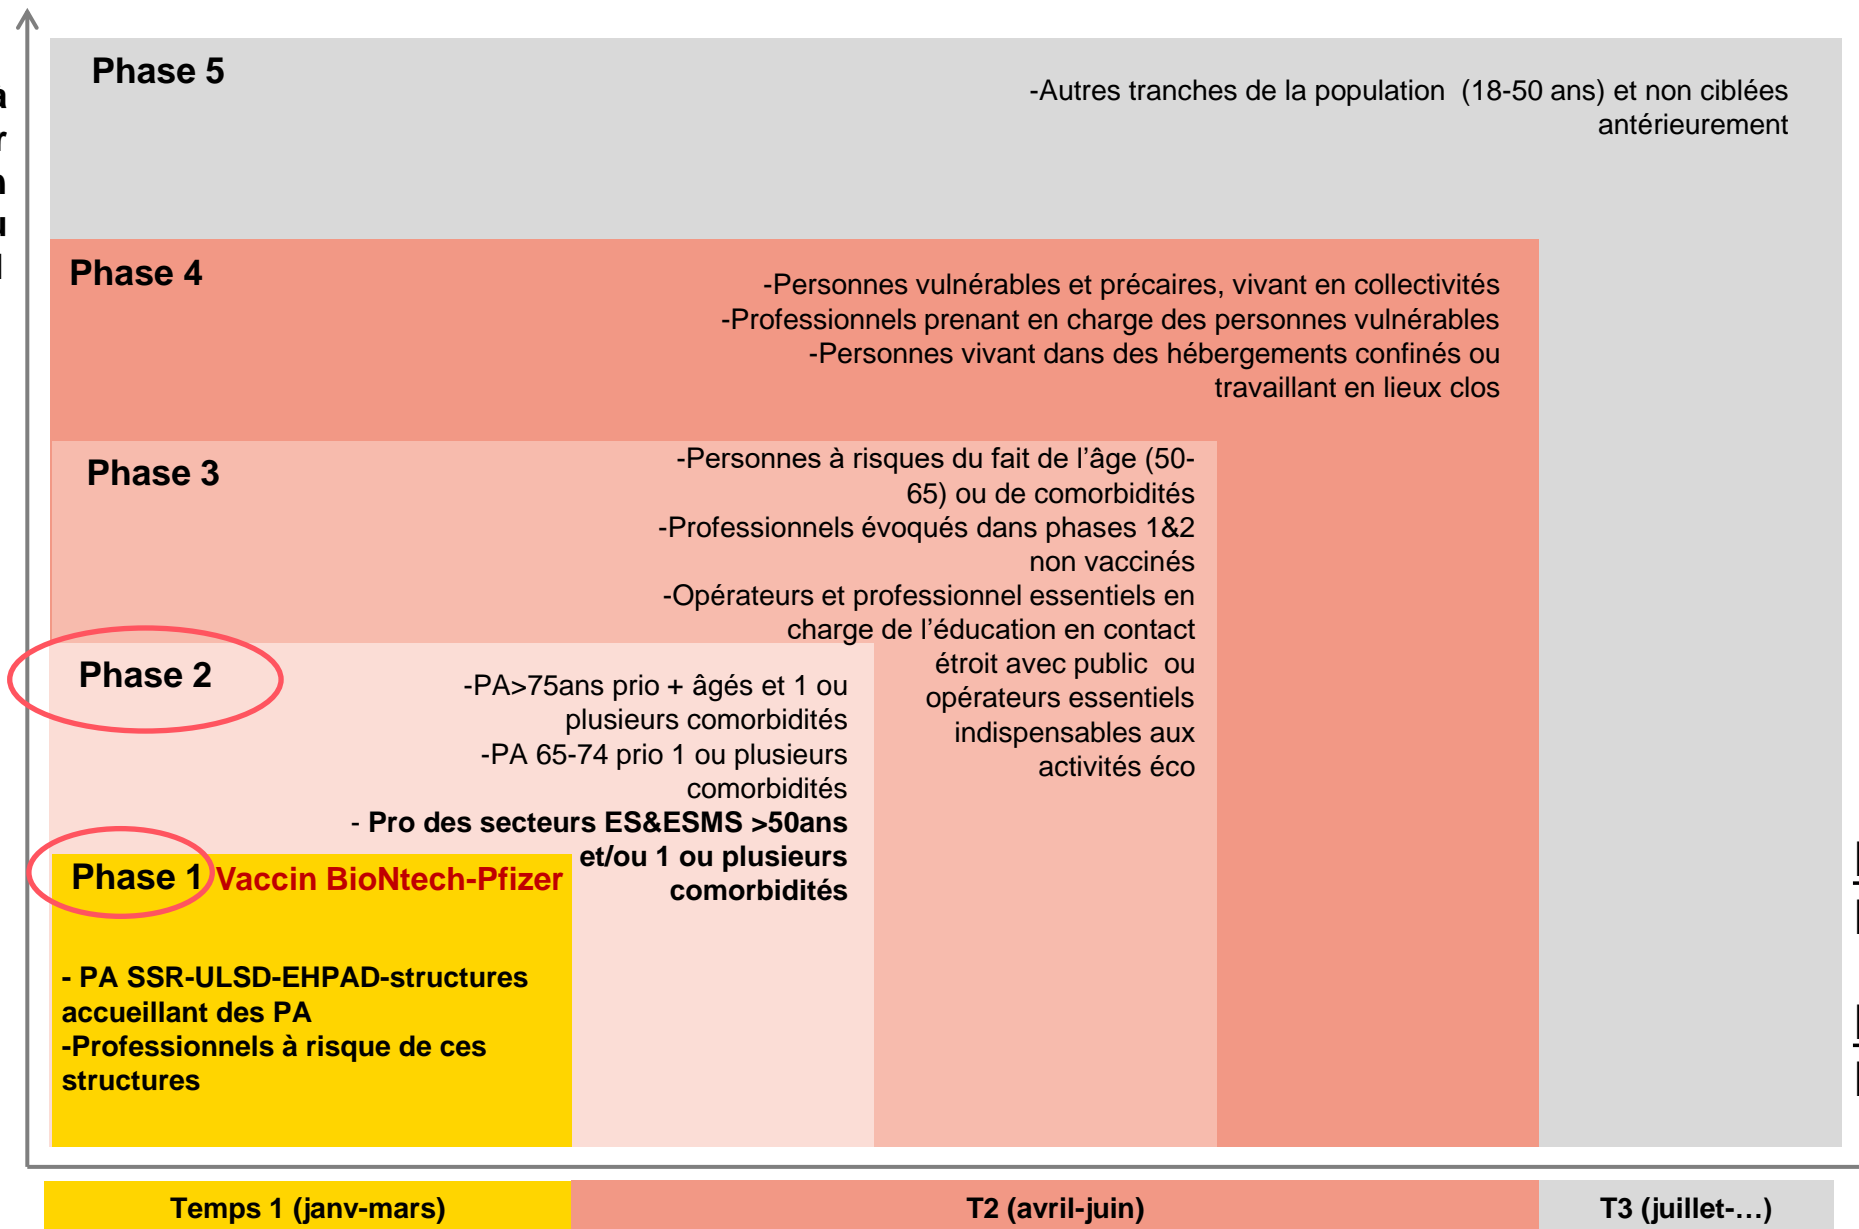 Phase 5
-Autres tranches de la population (18-50 ans) et non ciblées
antérieurement
Phase 4
-Personnes vulnérables et précaires, vivant en collectivités
-Professionnels prenant en charge des personnes vulnérables
-Personnes vivant dans des hébergements confinés ou
travaillant en lieux clos
Phase 3
-Personnes à risques du fait de l’âge (50-
65) ou de comorbidités
-Professionnels évoqués dans phases 1&2
non vaccinés
-Opérateurs et professionnel essentiels en
charge de l’éducation en contact
étroit avec public ou
opérateurs essentiels
indispensables aux
activités éco
Phase 2
-PA>75ans prio + âgés et 1 ou
plusieurs comorbidités
-PA 65-74 prio 1 ou plusieurs
comorbidités
- Pro des secteurs ES&ESMS >50ans
et/ou 1 ou plusieurs
comorbidités
Phase 1 Vaccin BioNtech-Pfizer
- PA SSR-ULSD-EHPAD-structures
accueillant des PA
-Professionnels à risque de ces
structures
Temps 1 (janv-mars)
T2 (avril-juin)
T3 (juillet-…)